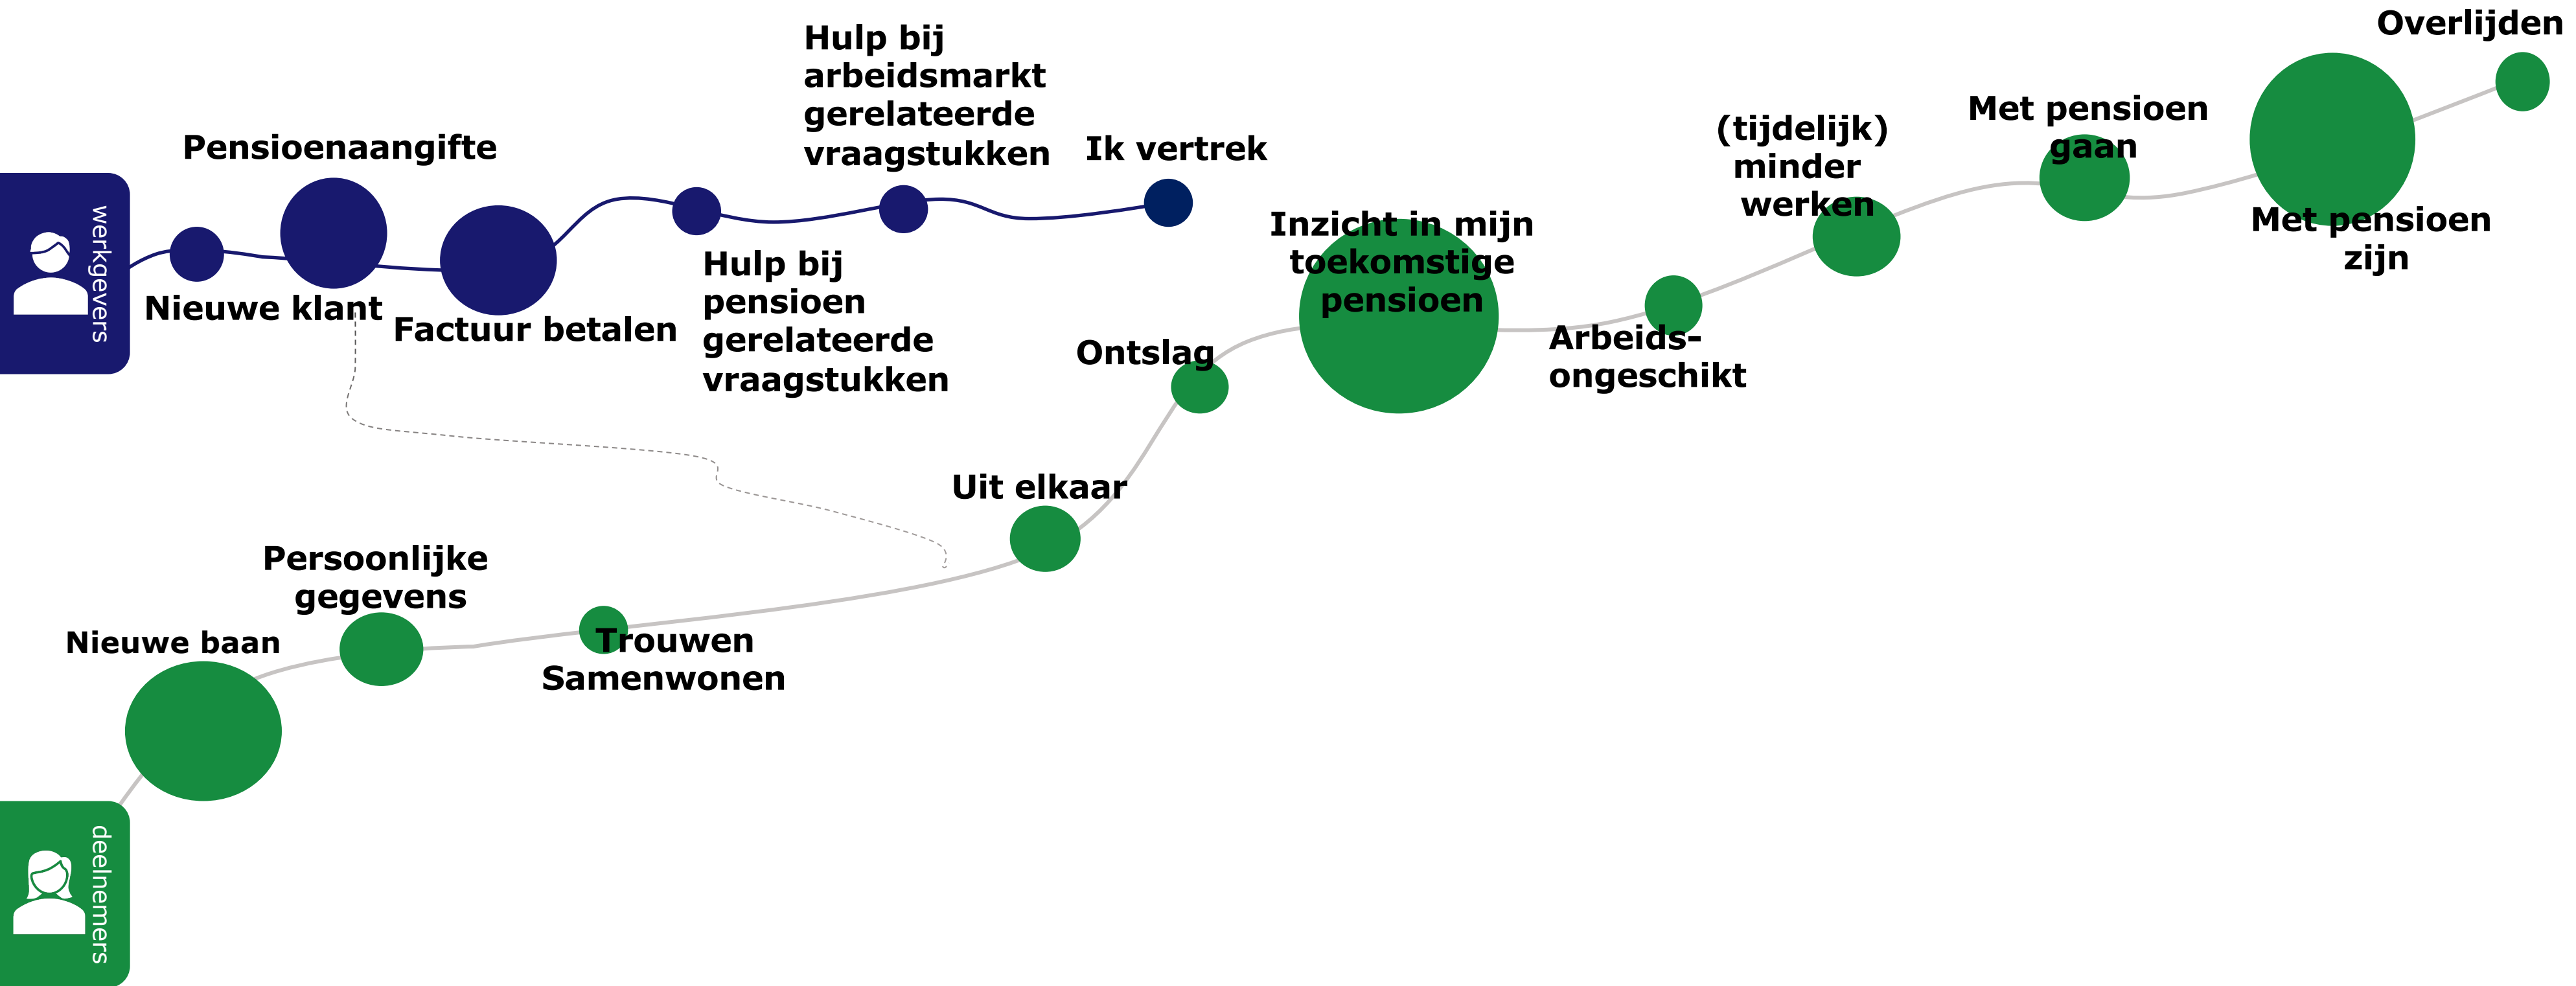 werkgevers
Nieuwe klant
Pensioenaangifte
Factuur betalen
Hulp bij
pensioen
gerelateerde
vraagstukken
Hulp bij
arbeidsmarkt
gerelateerde
vraagstukken
Ik vertrek
deelnemers
Nieuwe baan
Persoonlijke
gegevens
Trouwen
Samenwonen
Uit elkaar
Ontslag
Inzicht in mijn
toekomstige
pensioen
Arbeids-
ongeschikt
(tijdelijk)
minder
werken
Met pensioen
gaan
Met pensioen
zijn
Overlijden